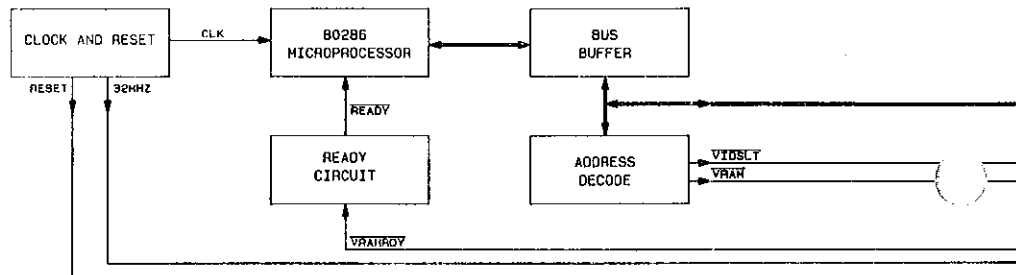 CLOCK AND RESET
CLK
80286
MICROPROCESSOR
BUS
BUFFER
RESET
32MHZ
READY
READY
CIRCUIT
ADDRESS
DECODE
VIDSLT
VRAM
VRAMRDY